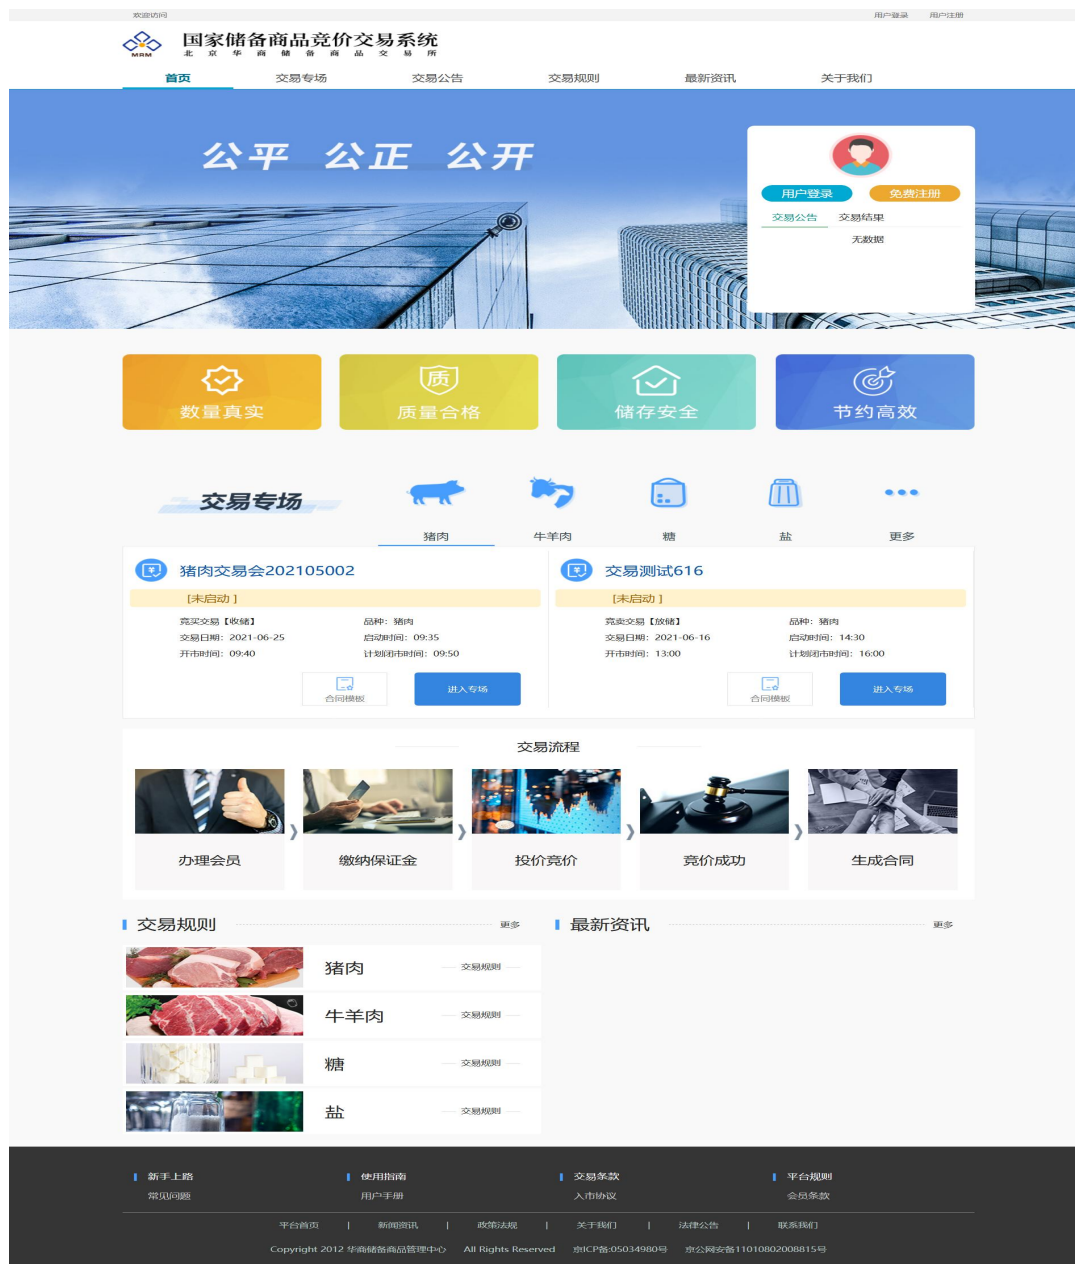 欢迎访问 用户登录 用户注册
国家储备商品竞价交易系统
MRM 北京华商储备商品交易所
首页 交易专场 交易公告 交易规则 最新资讯 关于我们
公平 公正 公开
用户登录 免费注册
交易公告 交易结果
无数据
质
数量真实 质量合格 储存安全 节约高效
交易专场
猪肉 牛羊肉 糖 盐 更多
猪肉交易会202105002
[未启动 ]
竞买交易【收储】 品种：猪肉
交易日期：2021-06-25 启动时间：09:35
开市时间：09:40 计划闭市时间：09:50
合同模板 进入专场
交易测试616
[未启动 ]
竞卖交易【放储】 品种：猪肉
交易日期：2021-06-16 启动时间：14:30
开市时间：13:00 计划闭市时间：16:00
合同模板 进入专场
交易流程
办理会员 缴纳保证金 投价竞价 竞价成功 生成合同
交易规则 更多
猪肉 交易规则
牛羊肉 交易规则
糖 交易规则
盐 交易规则
最新资讯 更多
新手上路 使用指南 交易条款 平台规则
常见问题 用户手册 入市协议 会员条款
平台首页 | 新闻资讯 | 政策法规 | 关于我们 | 法律公告 | 联系我们
Copyright 2012 华商储备商品管理中心 All Rights Reserved 京ICP备:05034980号 京公网安备11010802008815号